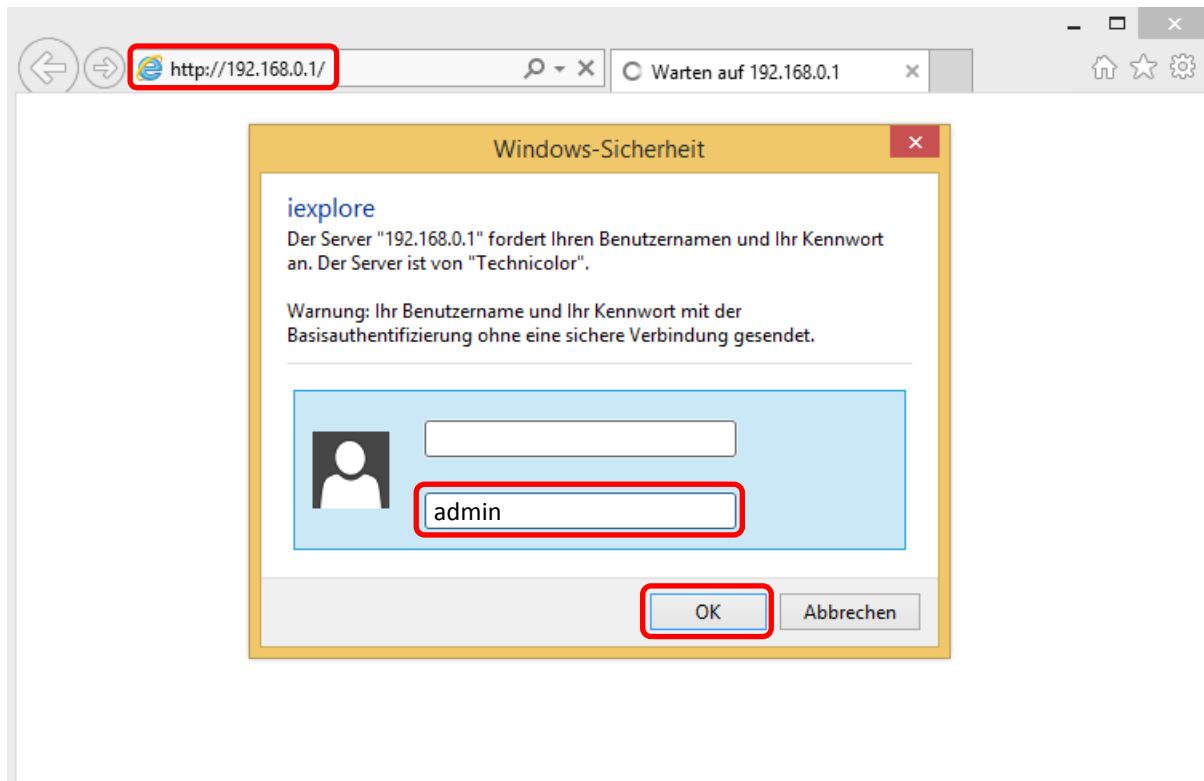 http://192.168.0.1/
Warten auf 192.168.0.1
Windows-Sicherheit
iexplore
Der Server "192.168.0.1" fordert Ihren Benutzernamen und Ihr Kennwort
an. Der Server ist von "Technicolor".
Warnung: Ihr Benutzername und Ihr Kennwort mit der
Basisauthentifizierung ohne eine sichere Verbindung gesendet.
admin
OK
Abbrechen